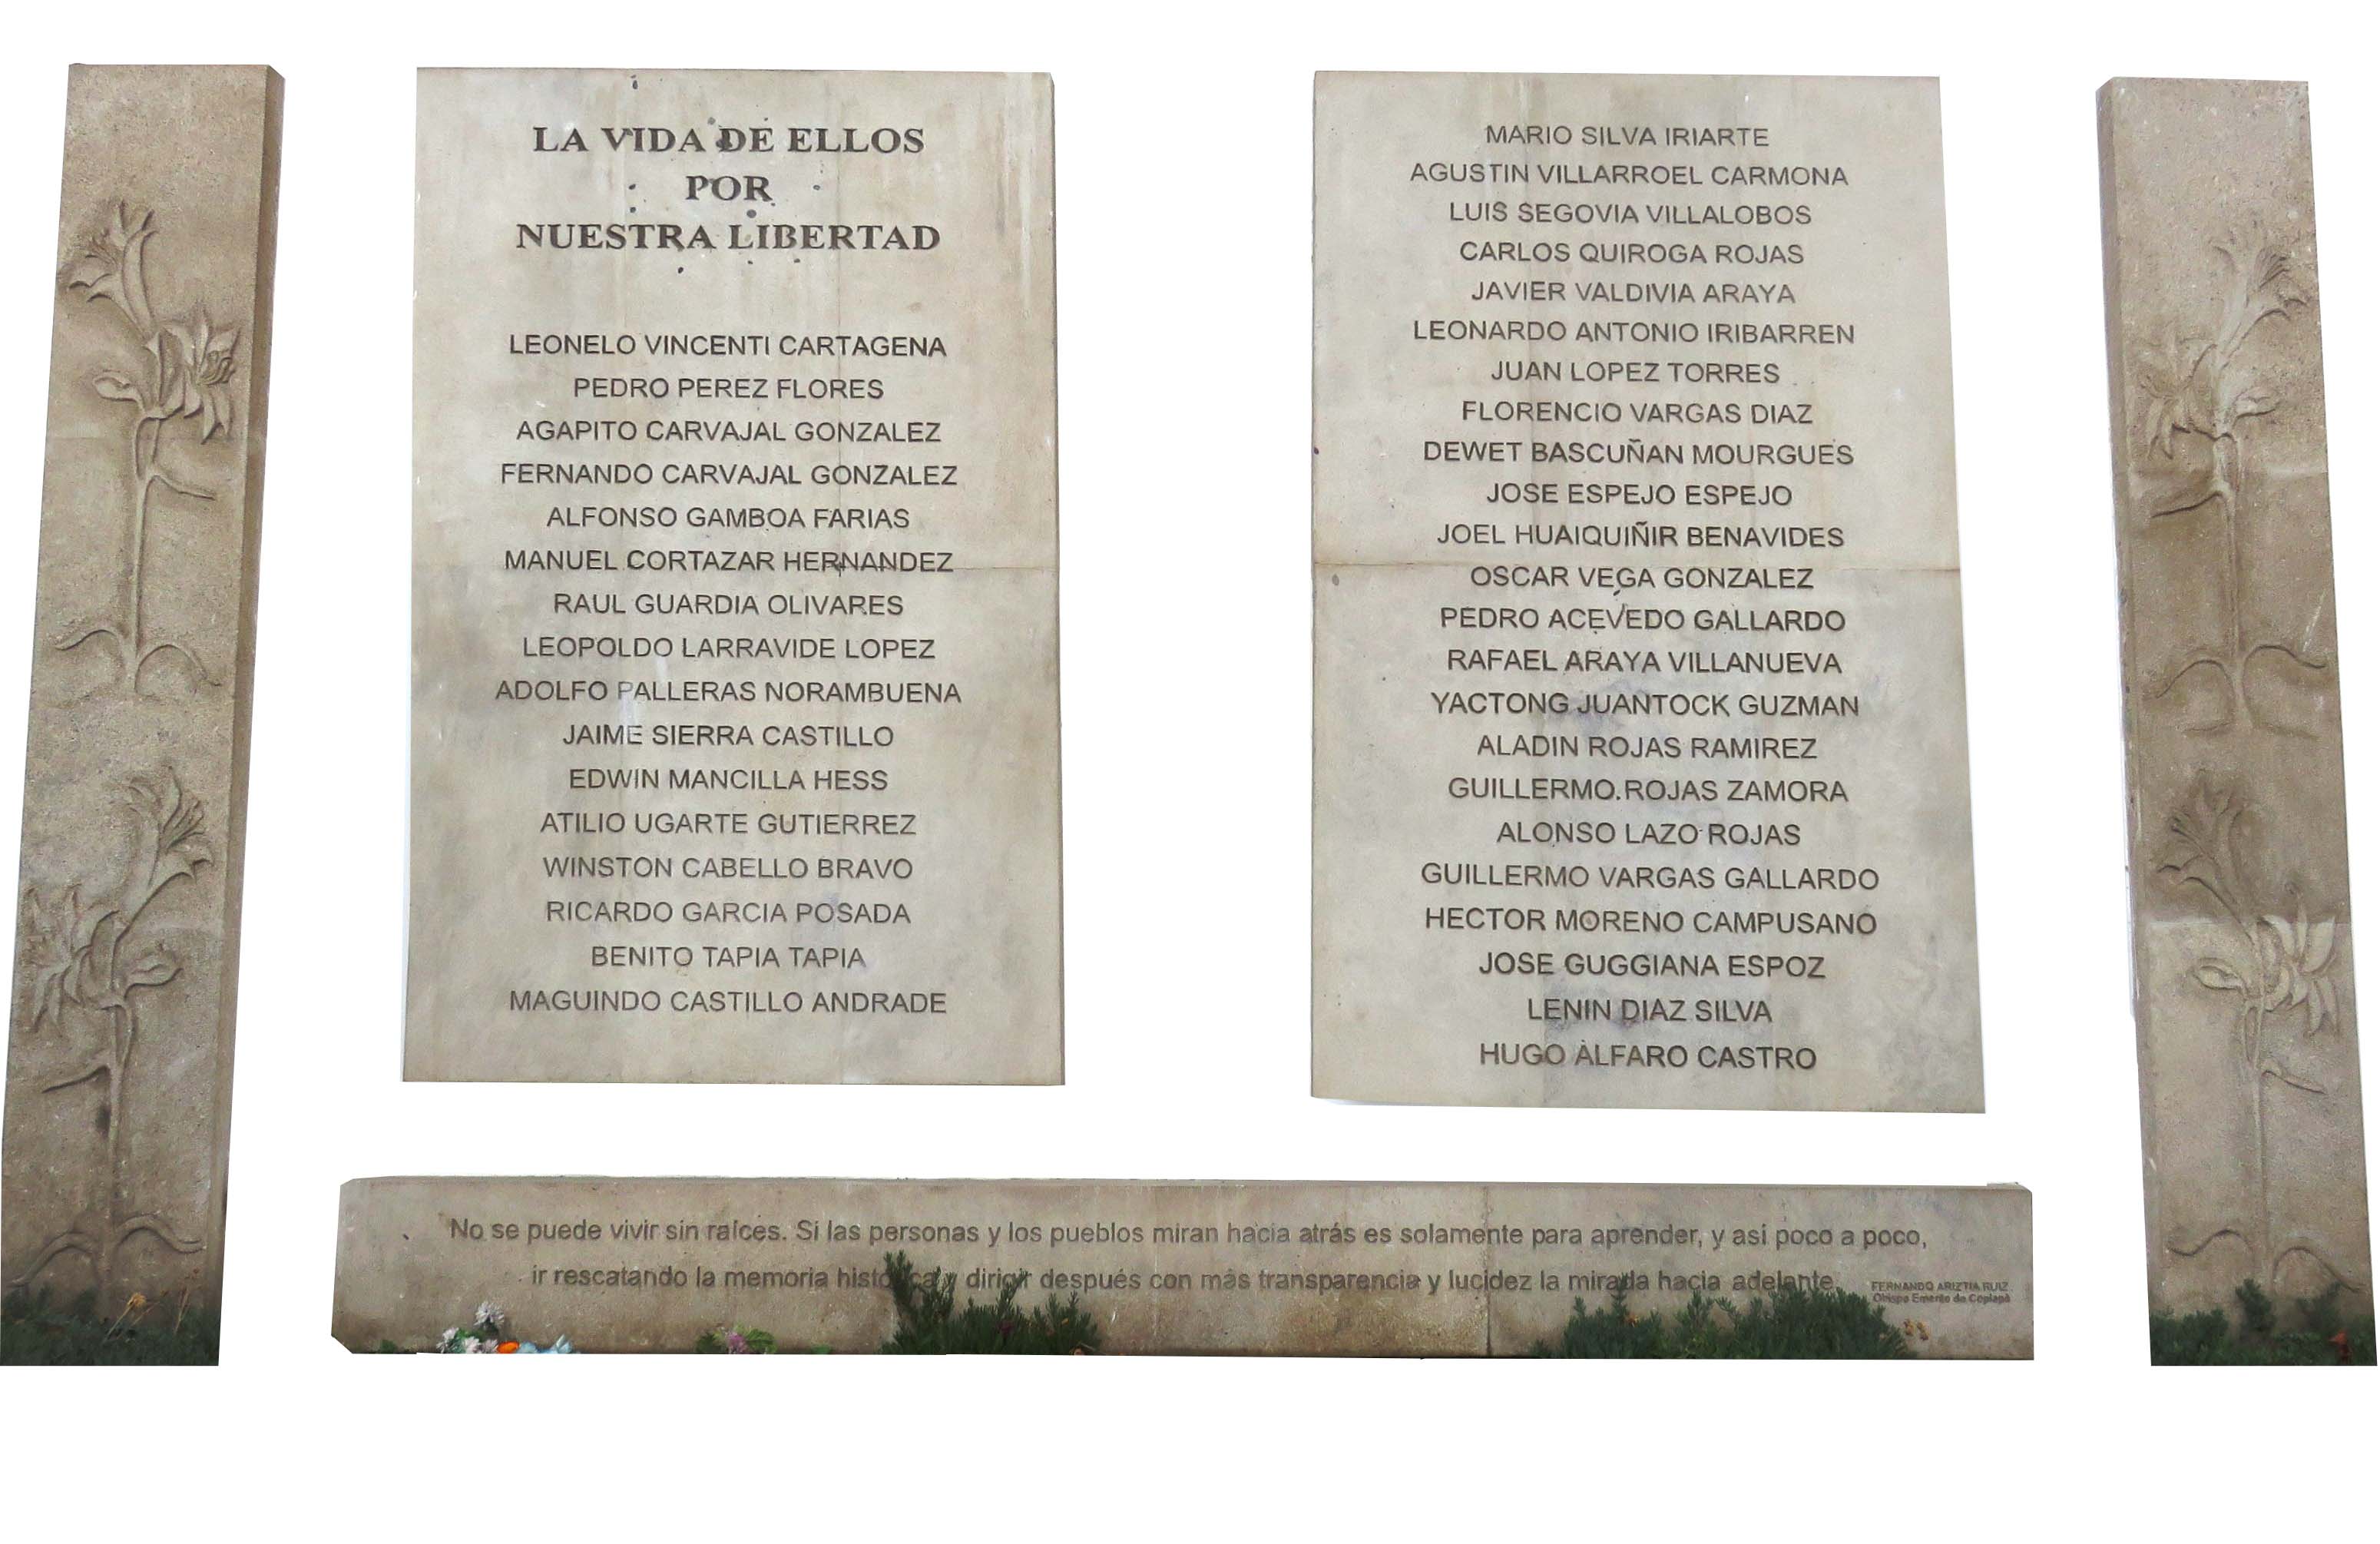 LA VIDA DE ELLOS
POR
NUESTRA LIBERTAD
LEONELO VINCENTI CARTAGENA
PEDRO PEREZ FLORES
AGAPITO CARVAJAL GONZALEZ
FERNANDO CARVAJAL GONZALEZ
ALFONSO GAMBOA FARIAS
MANUEL CORTAZAR HERNANDEZ
RAUL GUARDIA OLIVARES
LEOPOLDO LARRAVIDE LOPEZ
ADOLFO PALLERAS NORAMBUENA
JAIME SIERRA CASTILLO
EDWIN MANCILLA HESS
ATILIO UGARTE GUTIERREZ
WINSTON CABELLO BRAVO
RICARDO GARCIA POSADA
BENITO TAPIA TAPIA
MAGUINDO CASTILLO ANDRADE
MARIO SILVA IRIARTE
AGUSTIN VILLARROEL CARMONA
LUIS SEGOVIA VILLALOBOS
CARLOS QUIROGA ROJAS
JAVIER VALDIVIA ARAYA
LEONARDO ANTONIO IRIBARREN
JUAN LOPEZ TORRES
FLORENCIO VARGAS DIAZ
DEWET BASCUÑAN MOURGUES
JOSE ESPEJO ESPEJO
JOEL HUAIQUIÑIR BENAVIDES
OSCAR VEGA GONZALEZ
PEDRO ACEVEDO GALLARDO
RAFAEL ARAYA VILLANUEVA
YACTONG JUANTOCK GUZMAN
ALADIN ROJAS RAMIREZ
GUILLERMO ROJAS ZAMORA
ALONSO LAZO ROJAS
GUILLERMO VARGAS GALLARDO
HECTOR MORENO CAMPUSANO
JOSE GUGGIANA ESPOZ
LENIN DIAZ SILVA
HUGO ALFARO CASTRO
No se puede vivir sin raíces. Si las personas y los pueblos miran hacia atrás es solamente para aprender, y así poco a poco,
ir rescatando la memoria histórica y dirigir después con más transparencia y lucidez la mirada hacia adelante.
FERNANDO ARIZTIA RUIZ
Obispo Emerito de Copiapó